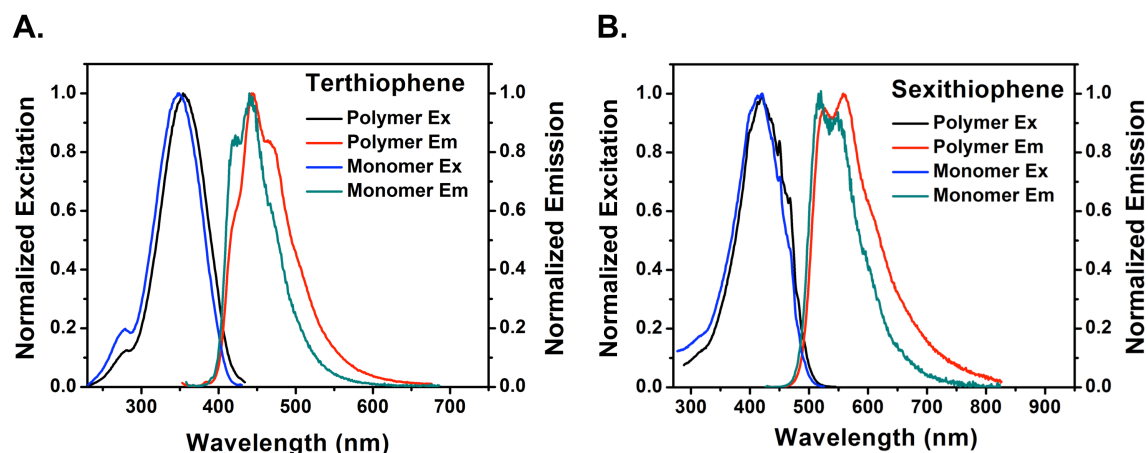 A.
Terthiophene
Polymer Ex
Polymer Em
Monomer Ex
Monomer Em
Normalized Excitation
1.0
0.8
0.6
0.4
0.2
0.0
300 400 500 600 700
Wavelength (nm)
1.0
0.8
0.6
0.4
0.2
0.0
Normalized Emission
B.
Sexithiophene
Polymer Ex
Polymer Em
Monomer Ex
Monomer Em
Normalized Excitation
1.0
0.8
0.6
0.4
0.2
0.0
300 400 500 600 700 800 900
Wavelength (nm)
1.0
0.8
0.6
0.4
0.2
0.0
Normalized Emission